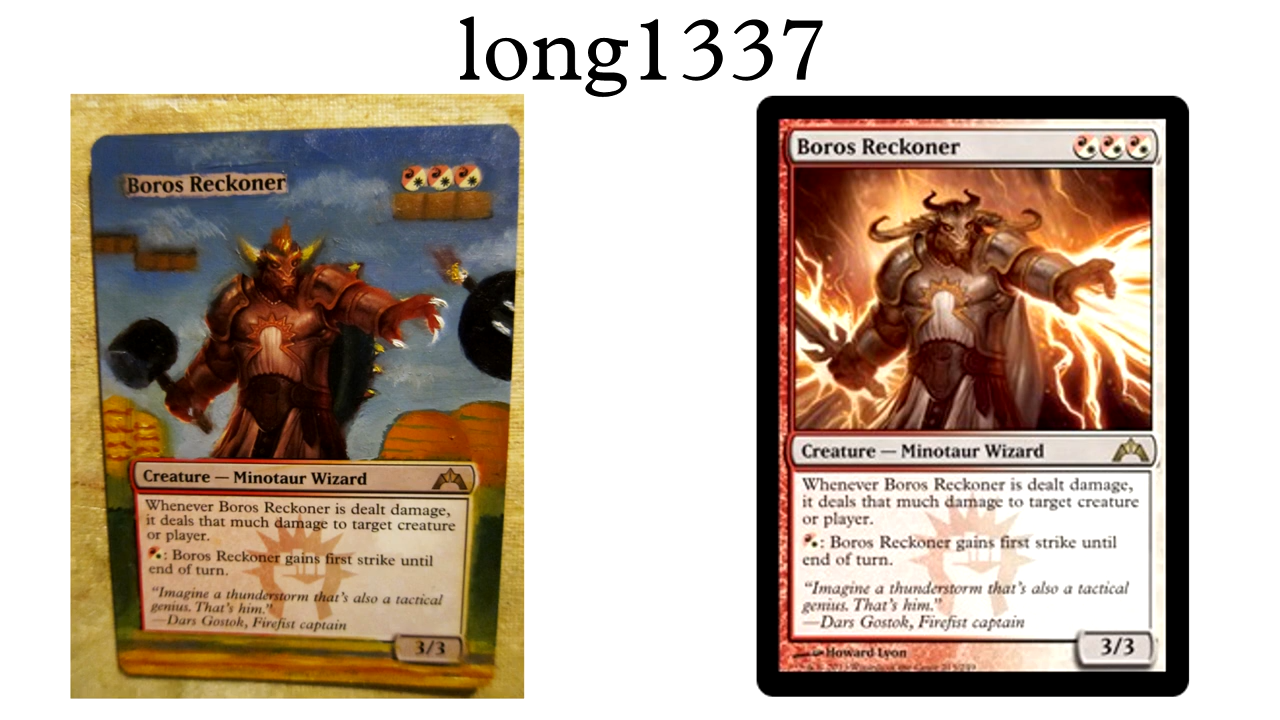 long1337
Boros Reckoner
Creature — Minotaur Wizard
Whenever Boros Reckoner is dealt damage,
it deals that much damage to target creature
or player.
: Boros Reckoner gains first strike until
end of turn.
"Imagine a thunderstorm that's also a tactical
genius. That's him."
—Dars Gostok, Firefist captain
3/3
Boros Reckoner
Creature — Minotaur Wizard
Whenever Boros Reckoner is dealt damage,
it deals that much damage to target creature
or player.
: Boros Reckoner gains first strike until
end of turn.
"Imagine a thunderstorm that's also a tactical
genius. That's him."
—Dars Gostok, Firefist captain
3/3
Howard Lyon